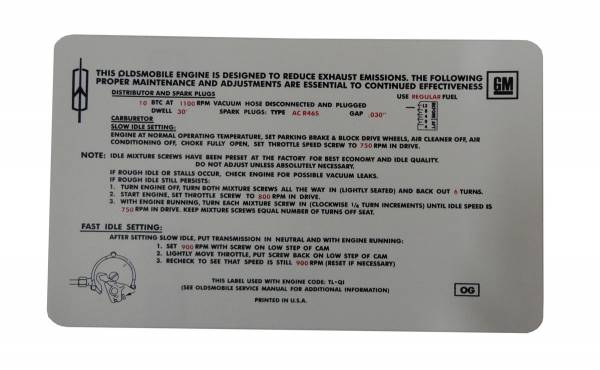 THIS OLDSMOBILE ENGINE IS DESIGNED TO REDUCE EXHAUST EMISSIONS. THE FOLLOWING
PROPER MAINTENANCE AND ADJUSTMENTS ARE ESSENTIAL TO CONTINUED EFFECTIVENESS
GM
DISTRIBUTOR AND SPARK PLUGS USE REGULAR FUEL
10 BTC AT 1100 RPM VACUUM HOSE DISCONNECTED AND PLUGGED
DWELL 30° SPARK PLUGS: TYPE AC R46S GAP .030"
CARBURETOR
SLOW IDLE SETTING:
ENGINE AT NORMAL OPERATING TEMPERATURE, SET PARKING BRAKE & BLOCK DRIVE WHEELS, AIR CLEANER OFF, AIR
CONDITIONING OFF, CHOKE FULLY OPEN, SET THROTTLE SPEED SCREW TO 750 RPM IN DRIVE.
NOTE: IDLE MIXTURE SCREWS HAVE BEEN PRESET AT THE FACTORY FOR BEST ECONOMY AND IDLE QUALITY.
DO NOT ADJUST UNLESS ABSOLUTELY NECESSARY.
IF ROUGH IDLE OR STALLS OCCUR, CHECK ENGINE FOR POSSIBLE VACUUM LEAKS.
IF ROUGH IDLE STILL PERSISTS:
1. TURN ENGINE OFF, TURN BOTH MIXTURE SCREWS ALL THE WAY IN (LIGHTLY SEATED) AND BACK OUT 6 TURNS.
2. START ENGINE, SET THROTTLE SCREW TO 800 RPM IN DRIVE.
3. WITH ENGINE RUNNING, TURN EACH MIXTURE SCREW IN (CLOCKWISE 1/4 TURN INCREMENTS) UNTIL IDLE SPEED IS
750 RPM IN DRIVE. KEEP MIXTURE SCREWS EQUAL NUMBER OF TURNS OFF SEAT.
FAST IDLE SETTING:
AFTER SETTING SLOW IDLE, PUT TRANSMISSION IN NEUTRAL AND WITH ENGINE RUNNING:
1. SET 900 RPM WITH SCREW ON LOW STEP OF CAM
2. LIGHTLY MOVE THROTTLE, PUT SCREW BACK ON LOW STEP OF CAM
3. RECHECK TO SEE THAT SPEED IS STILL 900 RPM (RESET IF NECESSARY)
THIS LABEL USED WITH ENGINE CODE: TL-QI
(SEE OLDSMOBILE SERVICE MANUAL FOR ADDITIONAL INFORMATION)
OG
PRINTED IN U.S.A.